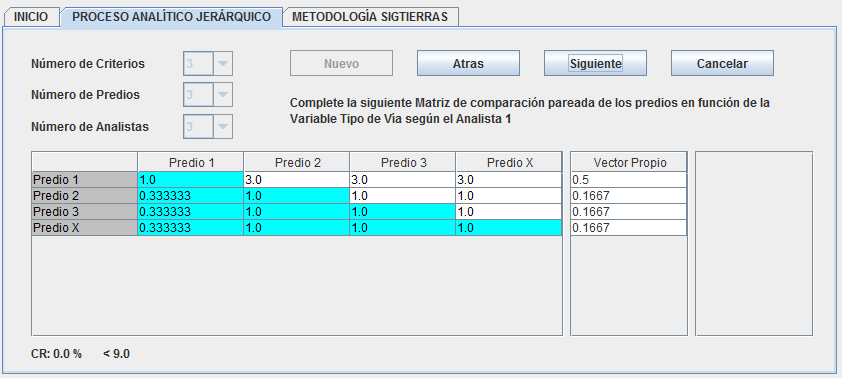 INICIO PROCESO ANALÍTICO JERÁRQUICO METODOLOGÍA SIGTIERRAS
Número de Criterios 3 Nuevo Atras Siguiente Cancelar
Número de Predios 3
Número de Analistas 3
Complete la siguiente Matriz de comparación pareada de los predios en función de la
Variable Tipo de Vía según el Analista 1
Predio 1 Predio 2 Predio 3 Predio X Vector Propio
Predio 1 1.0 3.0 3.0 3.0 0.5
Predio 2 0.333333 1.0 1.0 1.0 0.1667
Predio 3 0.333333 1.0 1.0 1.0 0.1667
Predio X 0.333333 1.0 1.0 1.0 0.1667
CR: 0.0 % < 9.0